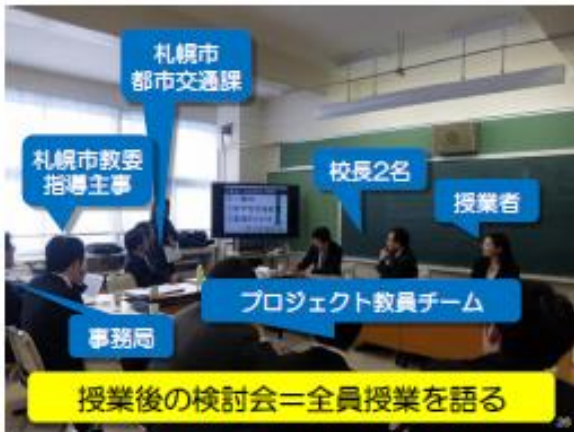 札幌市
都市交通課
札幌市教委
指導主事
校長2名
授業者
プロジェクト教員チーム
事務局
授業後の検討会=全員授業を語る